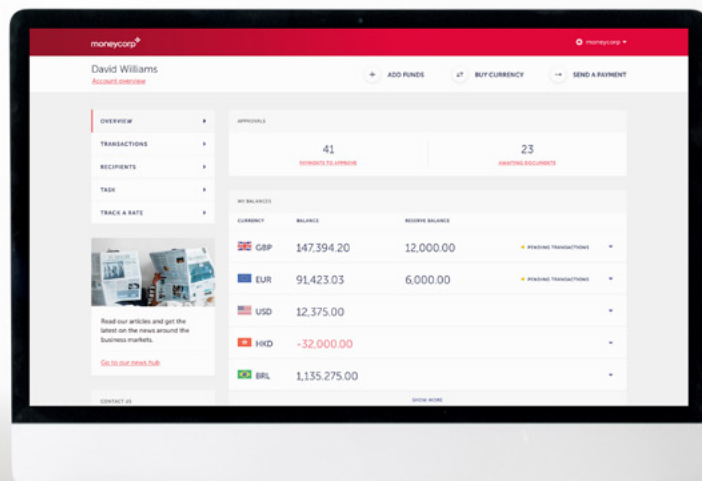 moneycorp
moneycorp
David Williams
Account overview
ADD FUNDS
BUY CURRENCY
SEND A PAYMENT
OVERVIEW
TRANSACTIONS
RECIPIENTS
TASK
TRACK A RATE
Read our articles and get the
latest on the news around the
business markets.
Go to our news hub
CONTACT US
APPROVALS
41
PAYMENTS TO APPROVE
23
AWAITING DOCUMENTS
MY BALANCES
CURRENCY BALANCE RESERVE BALANCE
GBP 147,394.20 12,000.00 PENDING TRANSACTIONS
EUR 91,423.03 6,000.00 PENDING TRANSACTIONS
USD 12,375.00
HKD -32,000.00
BRL 1,135.275.00
SHOW MORE